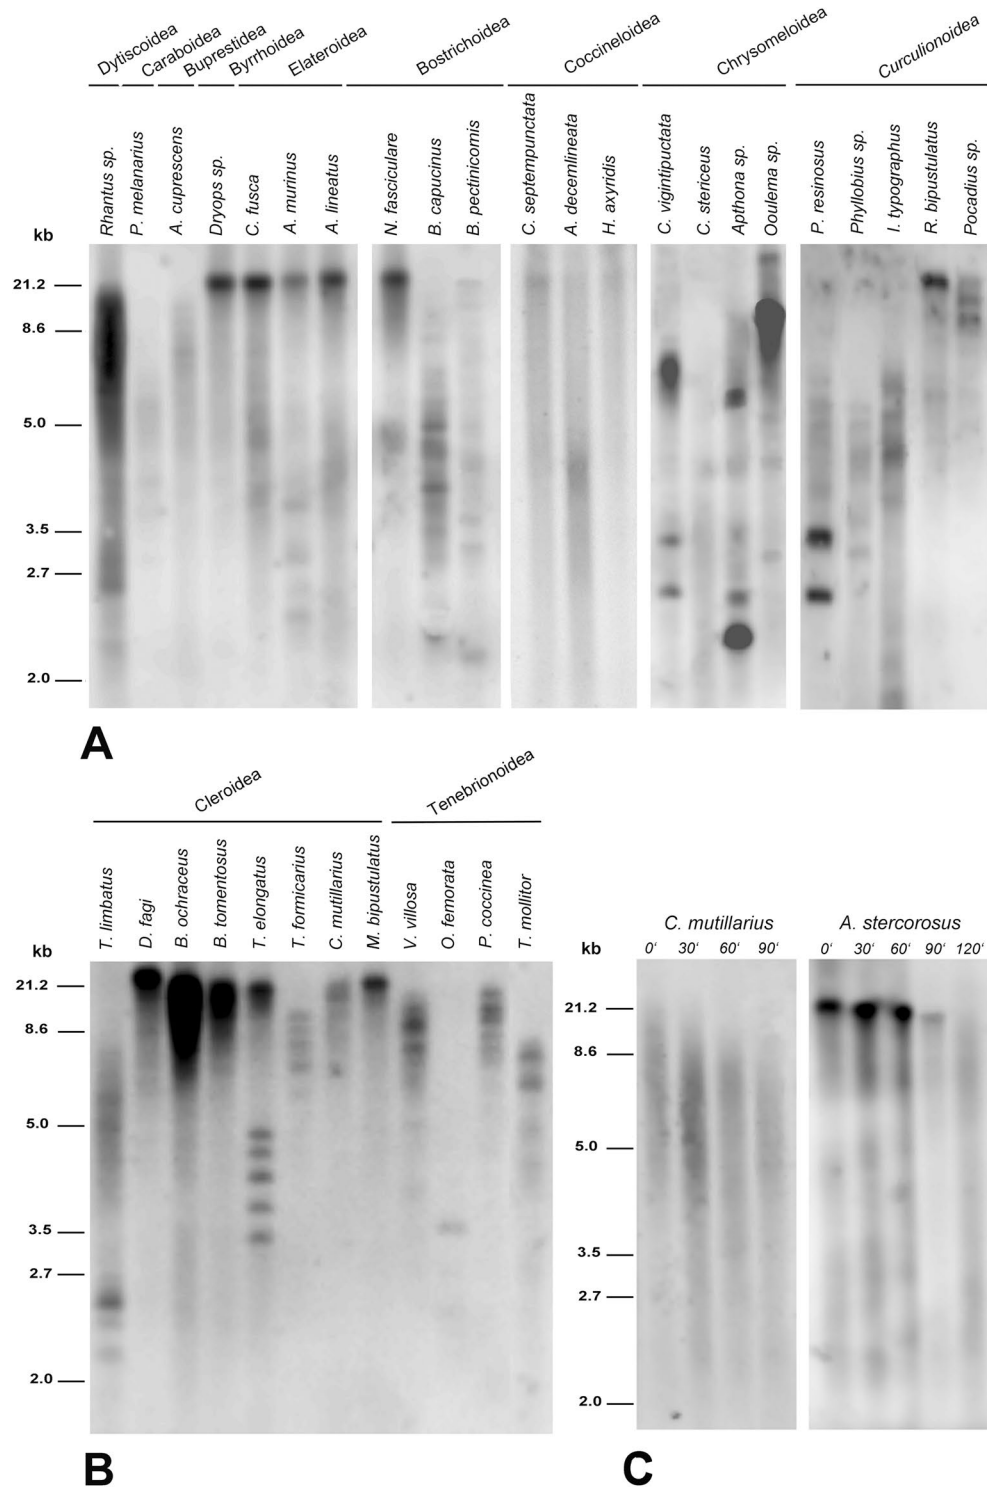 Dytiscoidea
Caraboidea
Buprestidea
Byrrhoidea
Elateroidea
Bostrichoidea
Coccineloidea
Chrysomeloidea
Curculionoidea
Rhantus sp.
P. melanarius
A. cuprescens
Dryops sp.
C. fusca
A. murinus
A. lineatus
N. fasciculare
B. capucinus
B. pectinicornis
C. septempunctata
A. decemlineata
H. axyridis
C. vigintipuctata
C. stericeus
Apthona sp.
Ooulema sp.
P. resinosus
Phyllobius sp.
I. typographus
R. bipustulatus
Pocadius sp.
kb
21.2
8.6
5.0
3.5
2.7
2.0
A
Cleroidea
Tenebrionoidea
T. limbatus
D. fagi
B. ochraceus
B. tomentosus
T. elongatus
T. formicarius
C. mutillarius
M. bipustulatus
V. villosa
O. femorata
P. coccinea
T. mollitor
kb
21.2
8.6
5.0
3.5
2.7
2.0
B
C. mutillarius
A. stercorosus
kb
0' 30' 60' 90'
0' 30' 60' 90' 120'
21.2
8.6
5.0
3.5
2.7
2.0
C